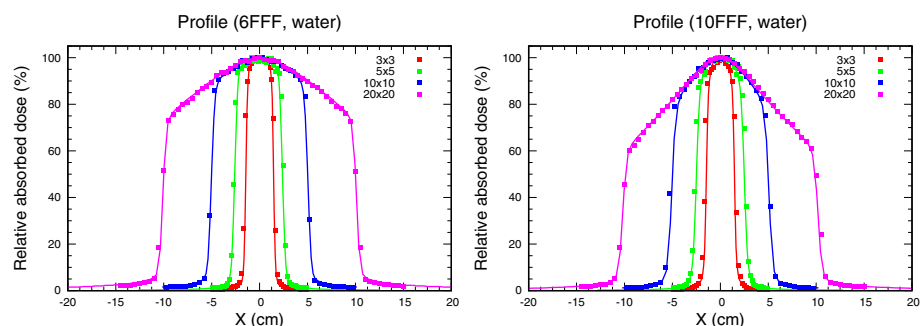 Profile (6FFF, water)
Relative absorbed dose (%)
100
80
60
40
20
0
3x3
5x5
10x10
20x20
-20 -15 -10 -5 0 5 10 15 20
X (cm)
Profile (10FFF, water)
Relative absorbed dose (%)
100
80
60
40
20
0
3x3
5x5
10x10
20x20
-20 -15 -10 -5 0 5 10 15 20
X (cm)